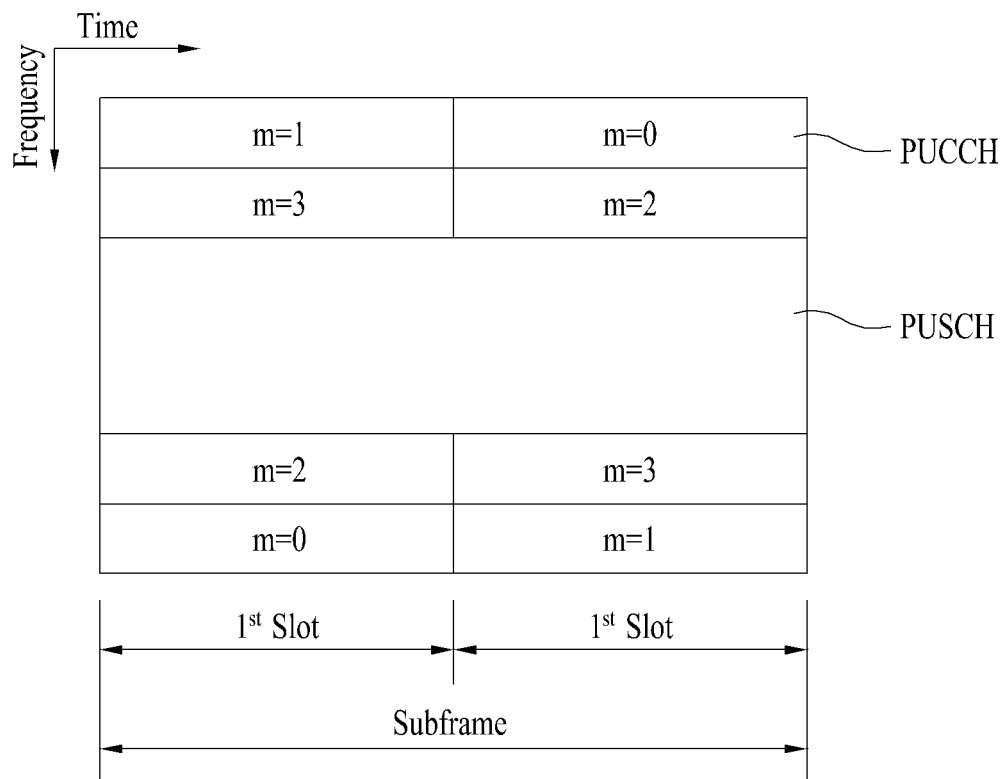 Time
Frequency
m=1 m=0
PUCCH
m=3 m=2
PUSCH
m=2 m=3
m=0 m=1
1st Slot 1st Slot
Subframe